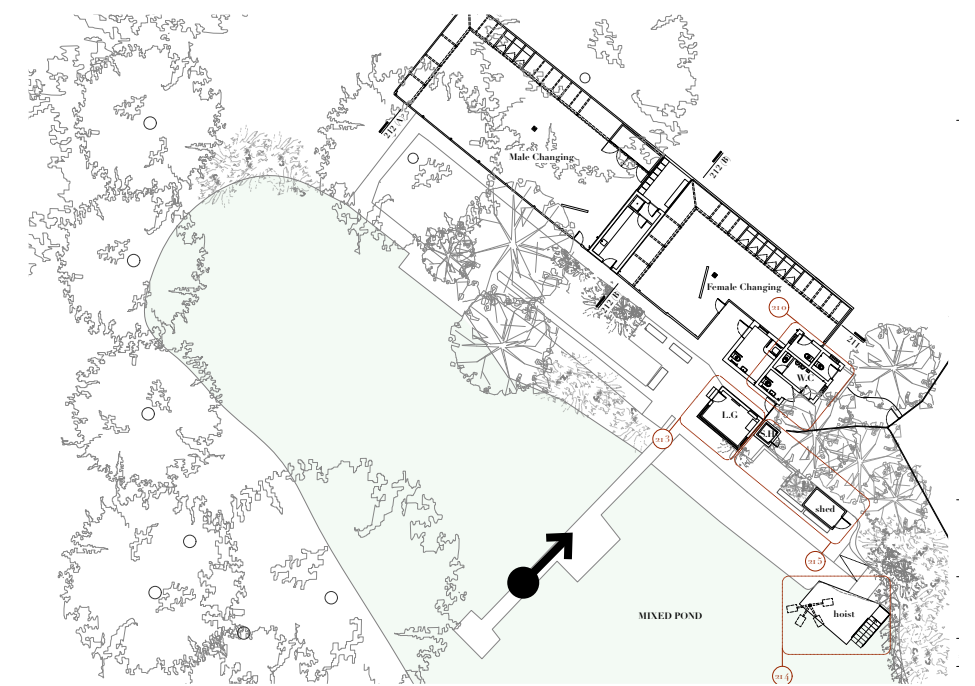 212 A
Male Changing
212 B
Female Changing
212 B
210
211
W.C
L.G
213
shed
215
MIXED POND
hoist
214